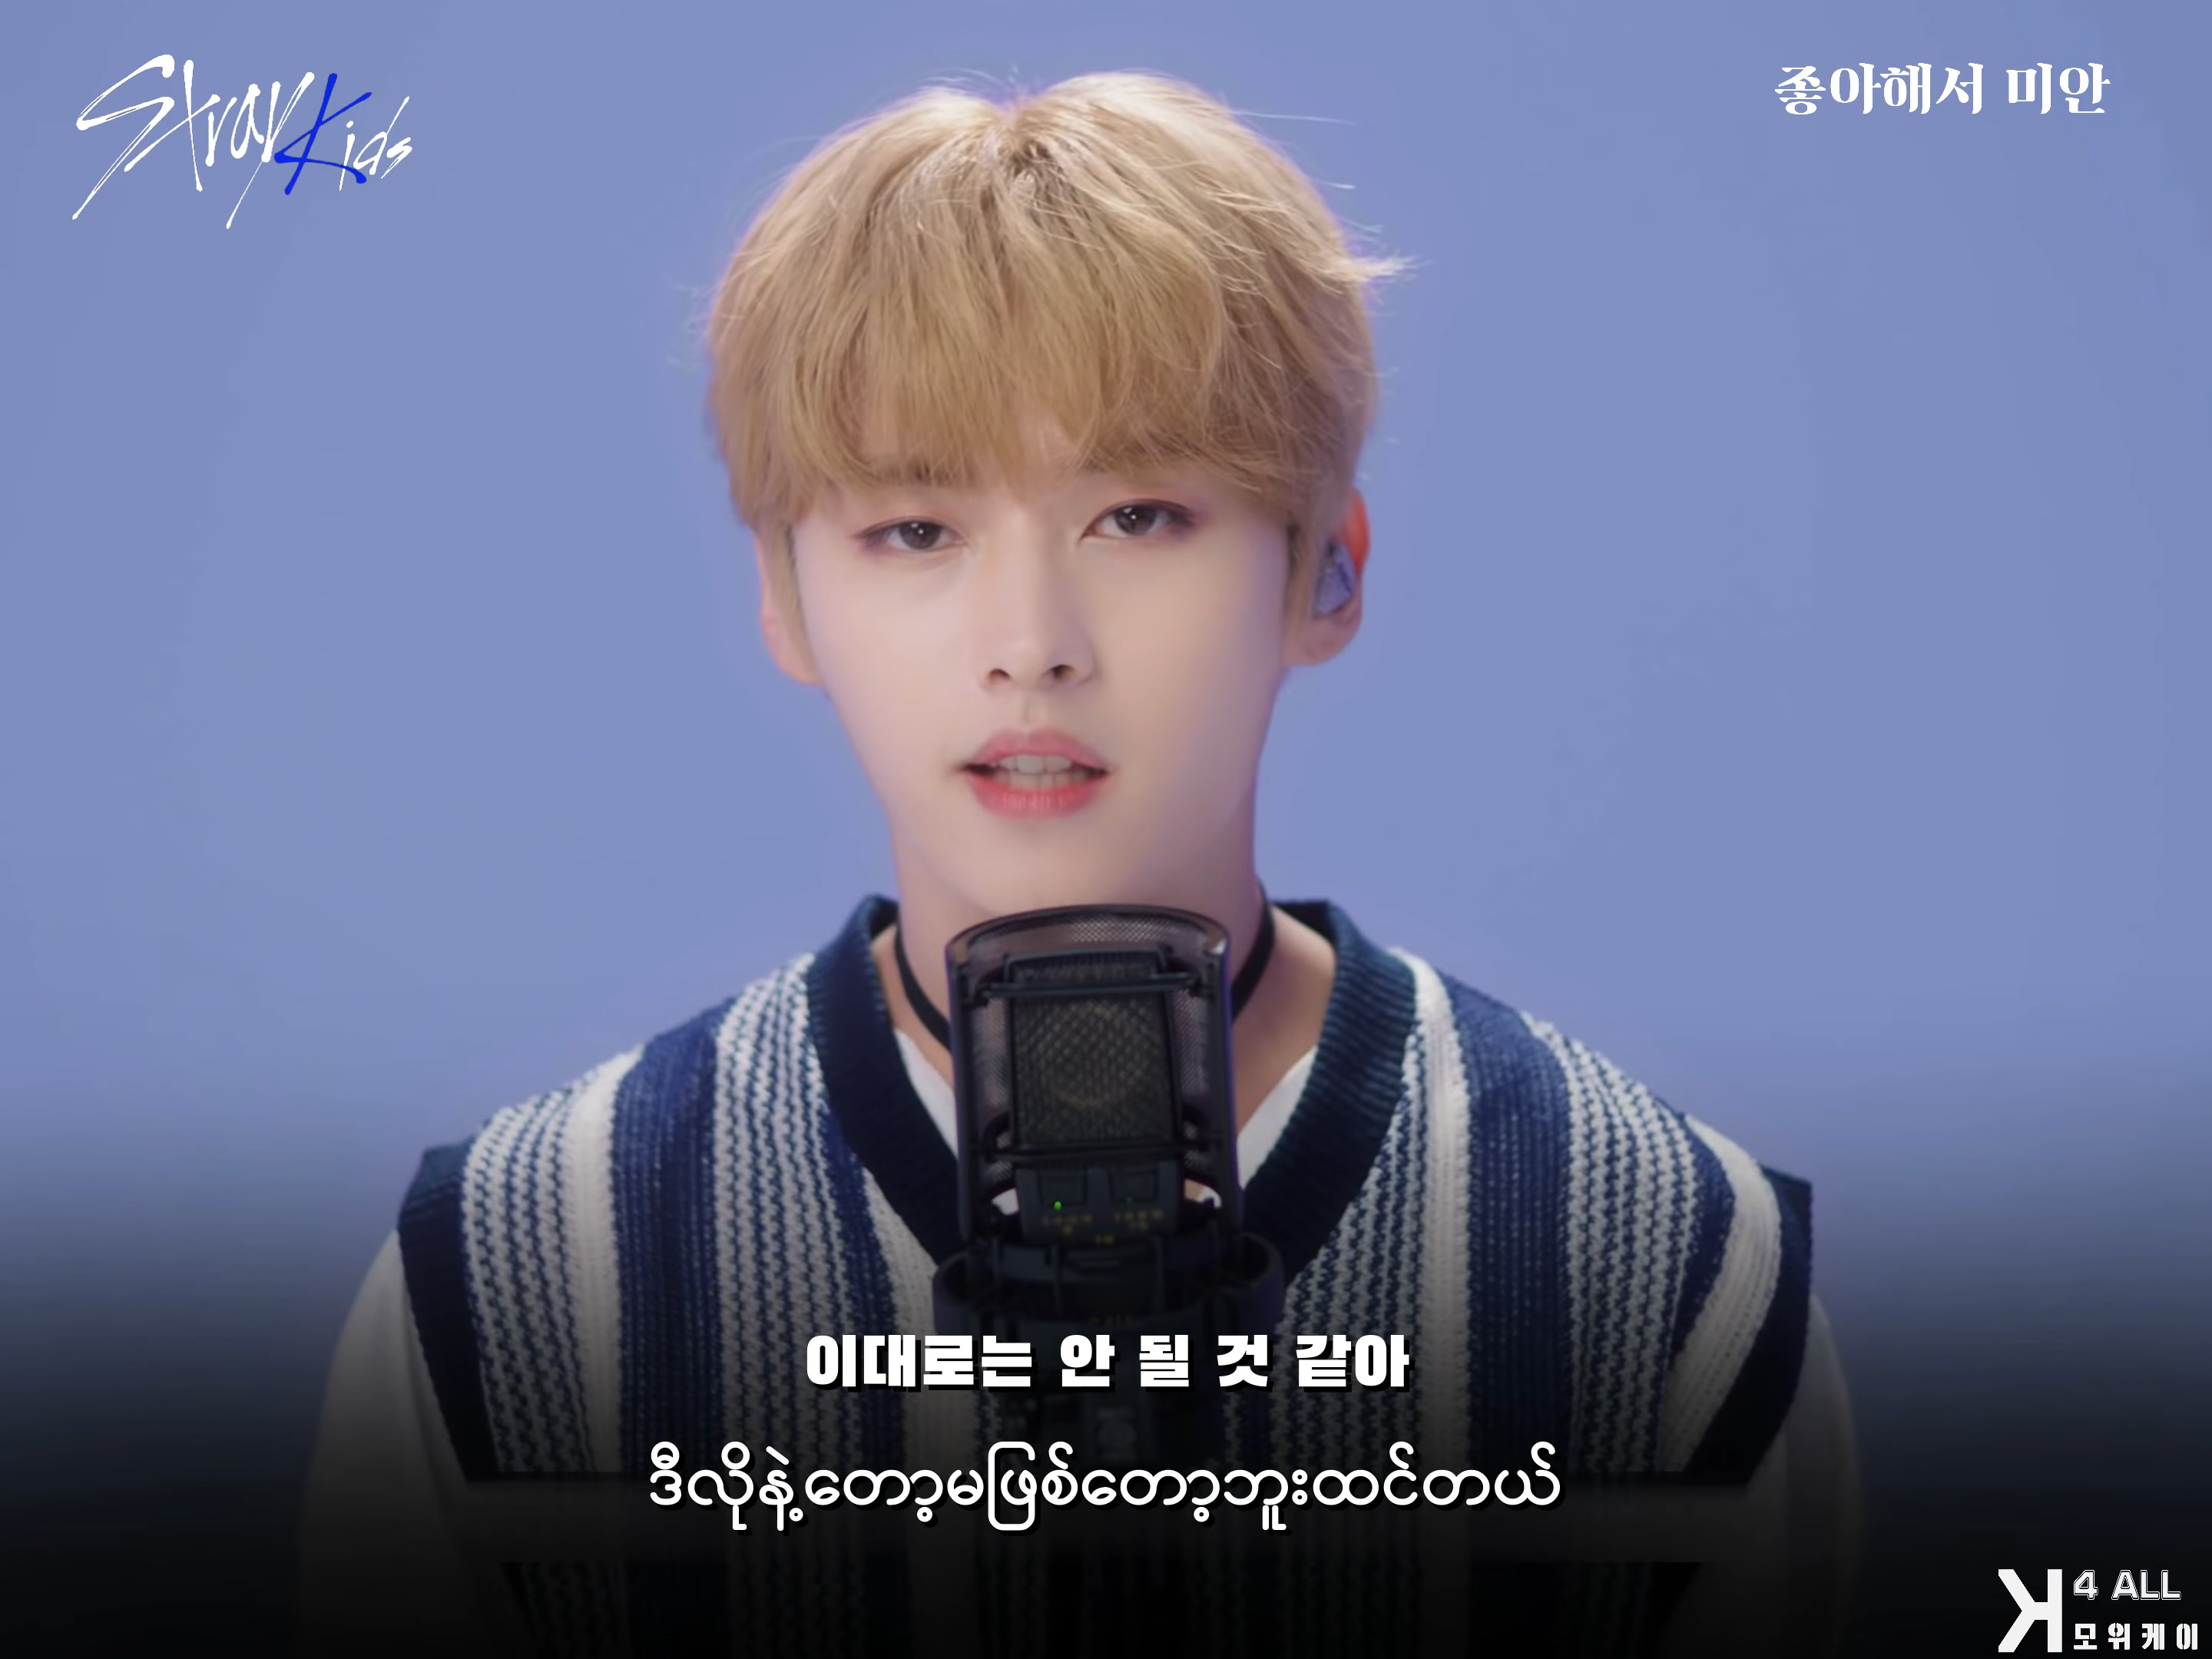 Stray Kids
좋아해서 미안
이대로는 안 될 것 같아
ဒီလိုနဲ့တော့မဖြစ်တော့ဘူးထင်တယ်
K 4 ALL
모위케이